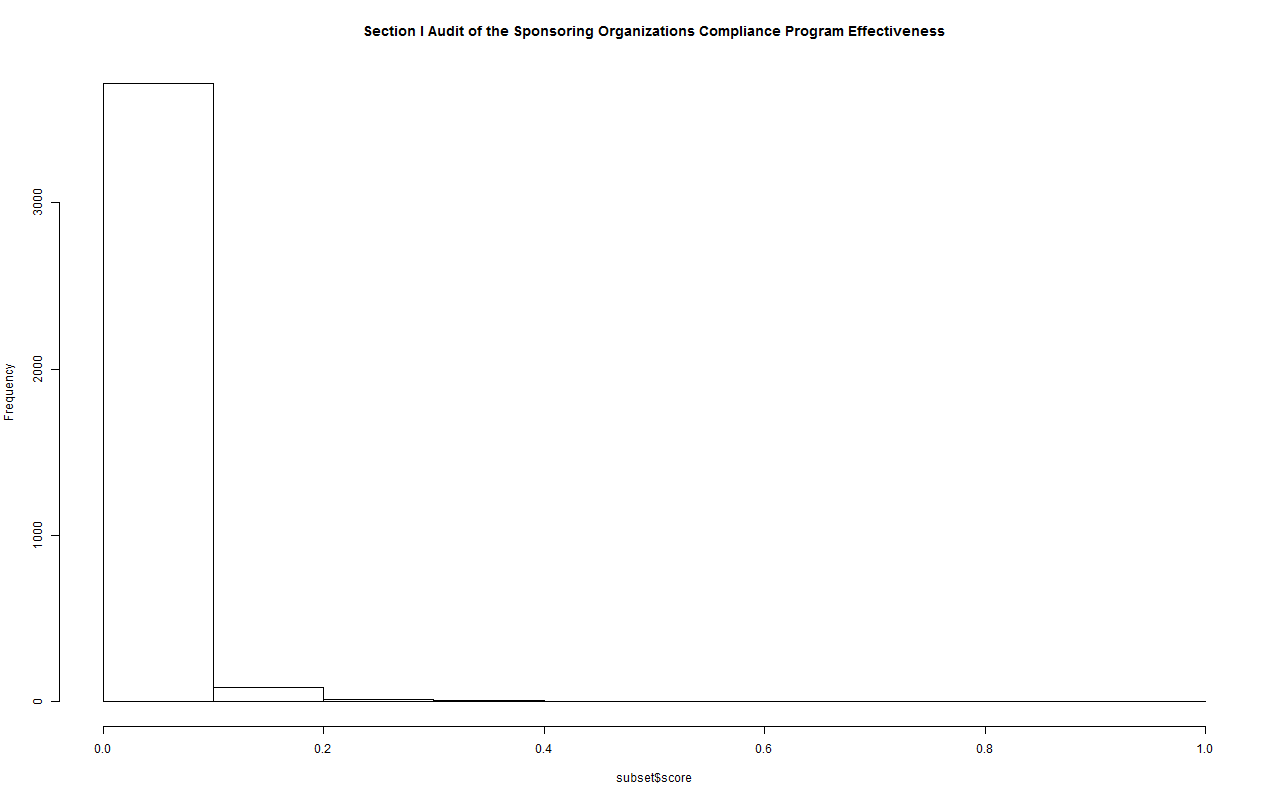 Section I Audit of the Sponsoring Organizations Compliance Program Effectiveness
Frequency
3000
2000
1000
0
0.0 0.2 0.4 0.6 0.8 1.0
subset$score